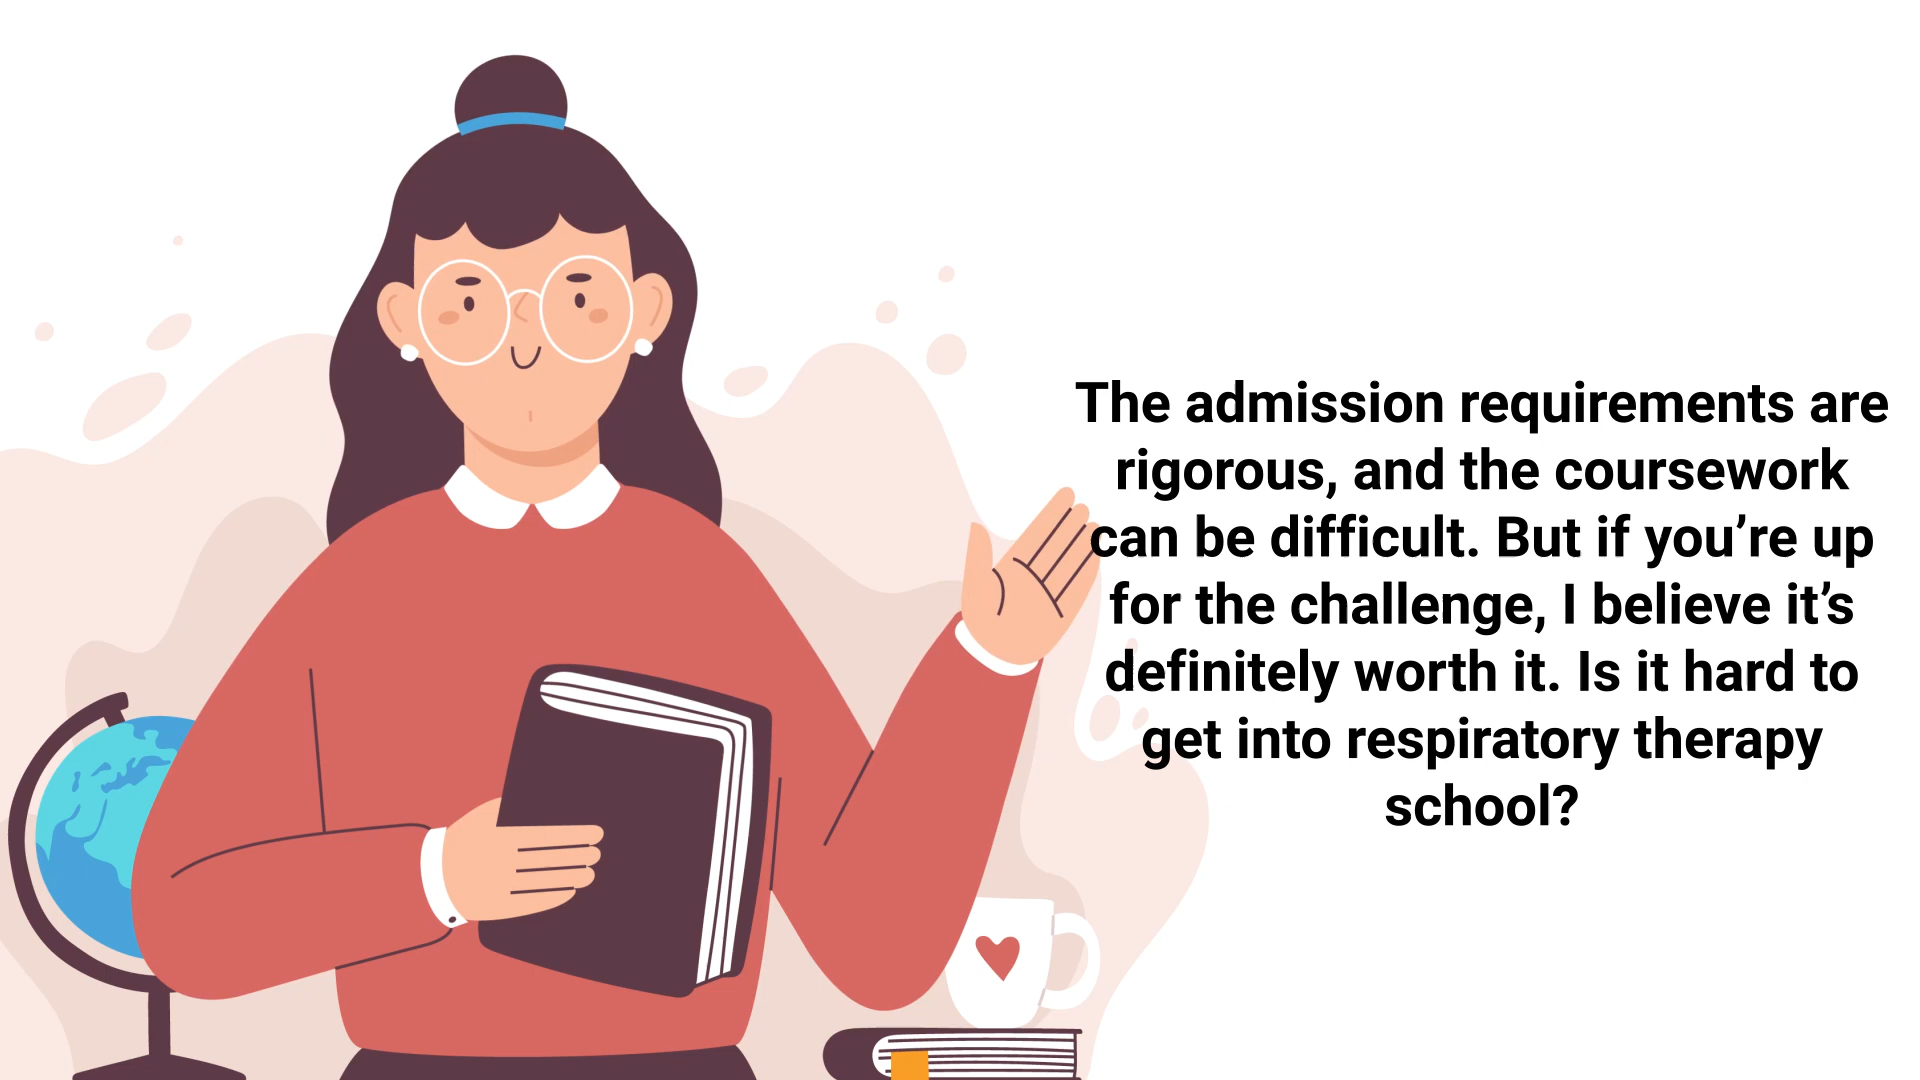 The admission requirements are
rigorous, and the coursework
can be difficult. But if you’re up
for the challenge, I believe it’s
definitely worth it. Is it hard to
get into respiratory therapy
school?